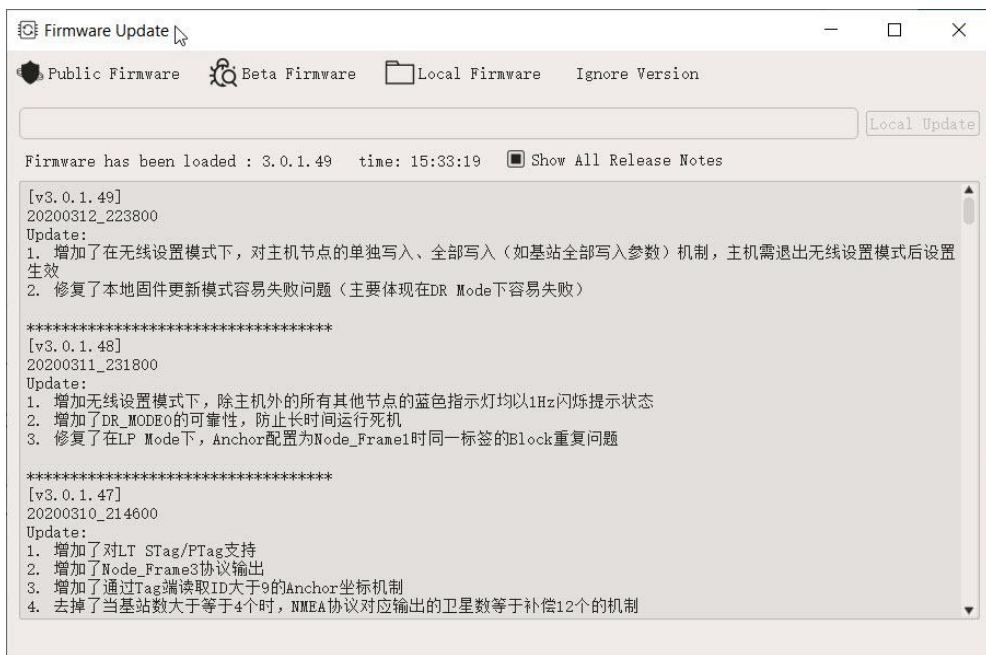 Firmware Update
Public Firmware Beta Firmware Local Firmware Ignore Version
Local Update
Firmware has been loaded : 3.0.1.49 time: 15:33:19 Show All Release Notes
[v3.0.1.49]
20200312_223800
Update:
1. 增加了在无线设置模式下，对主机节点的单独写入、全部写入（如基站全部写入参数）机制，主机需退出无线设置模式后设置
生效
2. 修复了本地固件更新模式容易失败问题（主要体现在DR Mode下容易失败）
***********************************
[v3.0.1.48]
20200311_231800
Update:
1. 增加无线设置模式下，除主机外的所有其他节点的蓝色指示灯均以1Hz闪烁提示状态
2. 增加了DR_MODE0的可靠性，防止长时间运行死机
3. 修复了在LP Mode下，Anchor配置为Node_Frame1时同一标签的Block重复问题
***********************************
[v3.0.1.47]
20200310_214600
Update:
1. 增加了对LT STag/PTag支持
2. 增加了Node_Frame3协议输出
3. 增加了通过Tag端读取ID大于9的Anchor坐标机制
4. 去掉了当基站数大于等于4个时，NMEA协议对应输出的卫星数等于补偿12个的机制